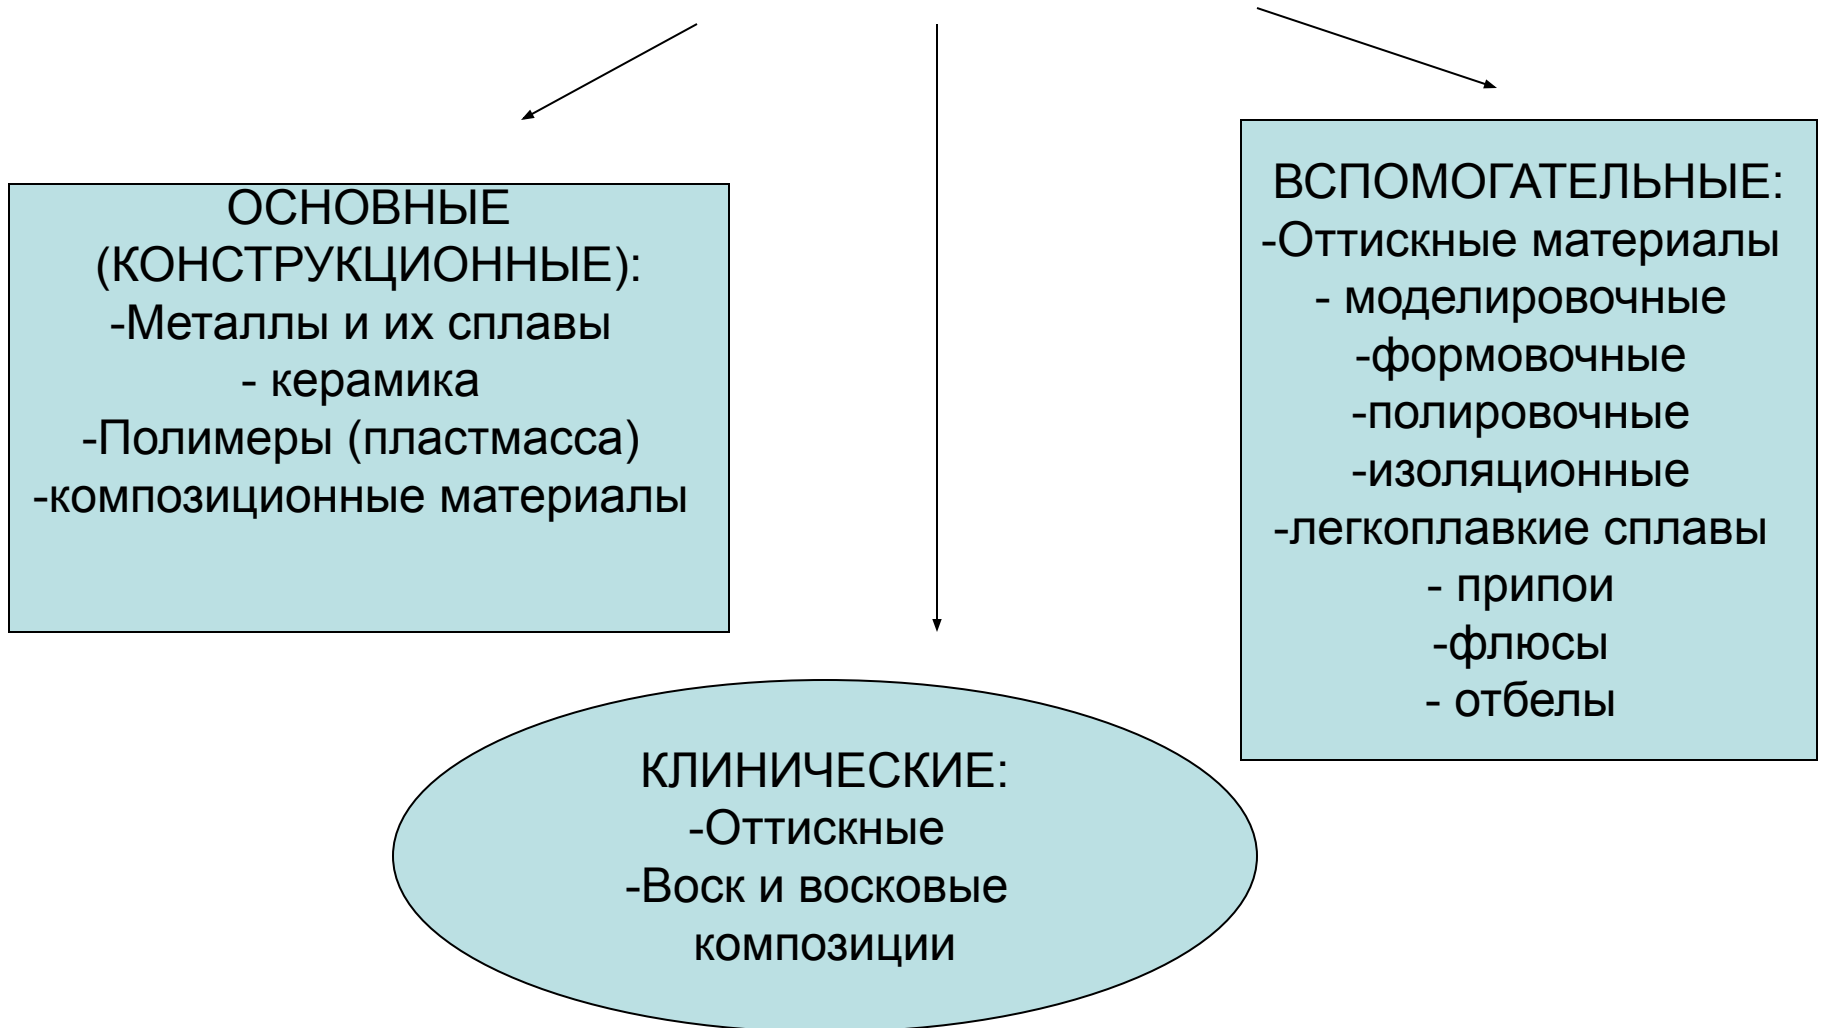 ОСНОВНЫЕ
(КОНСТРУКЦИОННЫЕ):
-Металлы и их сплавы
- керамика
-Полимеры (пластмасса)
-композиционные материалы
КЛИНИЧЕСКИЕ:
-Оттискные
-Воск и восковые
композиции
ВСПОМОГАТЕЛЬНЫЕ:
-Оттискные материалы
- моделировочные
-формовочные
-полировочные
-изоляционные
-легкоплавкие сплавы
- припои
-флюсы
- отбелы